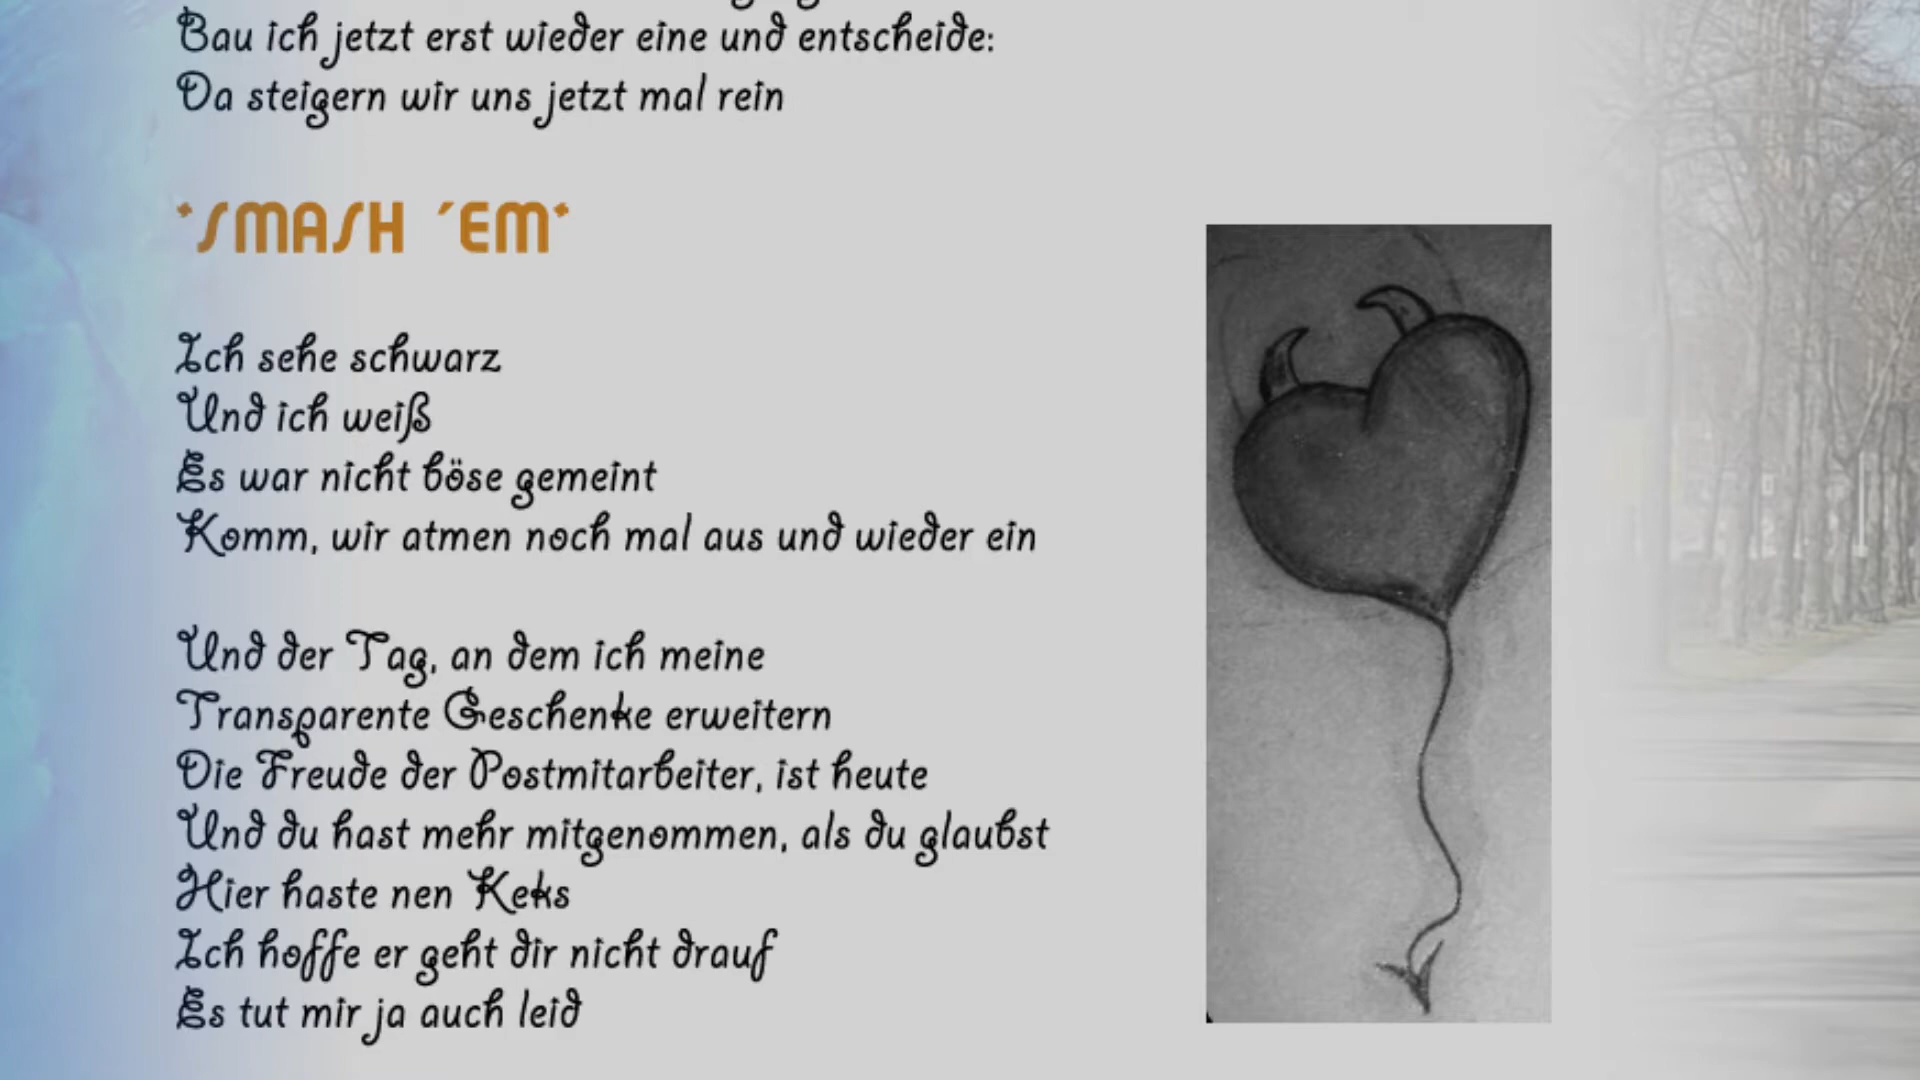 Bau ich jetzt erst wieder eine und entscheide:
Da steigern wir uns jetzt mal rein
*SMASH ´EM*
Ich sehe schwarz
Und ich weiß
Es war nicht böse gemeint
Komm, wir atmen noch mal aus und wieder ein
Und der Tag, an dem ich meine
Transparente Geschenke erweitern
Die Freude der Postmitarbeiter, ist heute
Und du hast mehr mitgenommen, als du glaubst
Hier haste nen Keks
Ich hoffe er geht dir nicht drauf
Es tut mir ja auch leid